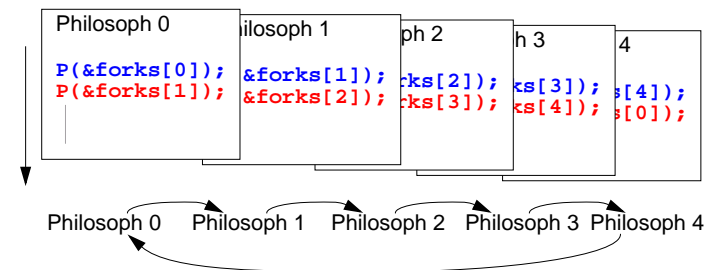 Philosoph 0
P(&forks[0]);
P(&forks[1]);
ilosoph 1
&forks[1]);
&forks[2]);
ph 2
rks[2]);
rks[3]);
h 3
ks[3]);
ks[4]);
4
s[4]);
s[0]);
Philosoph 0 Philosoph 1 Philosoph 2 Philosoph 3 Philosoph 4